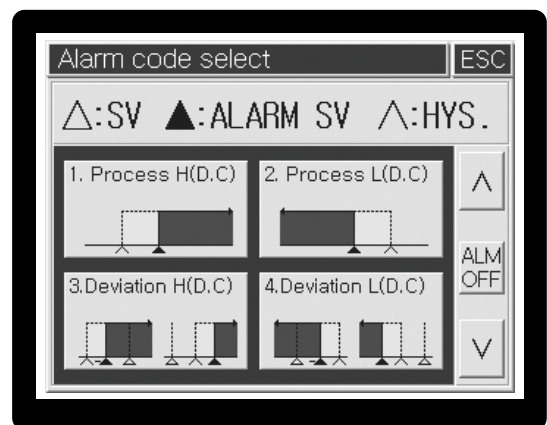 Alarm code select ESC
△:SV ▲:ALARM SV ∧:HYS.
1. Process H(D.C) 2. Process L(D.C)
3.Deviation H(D.C) 4.Deviation L(D.C)
ALM
OFF